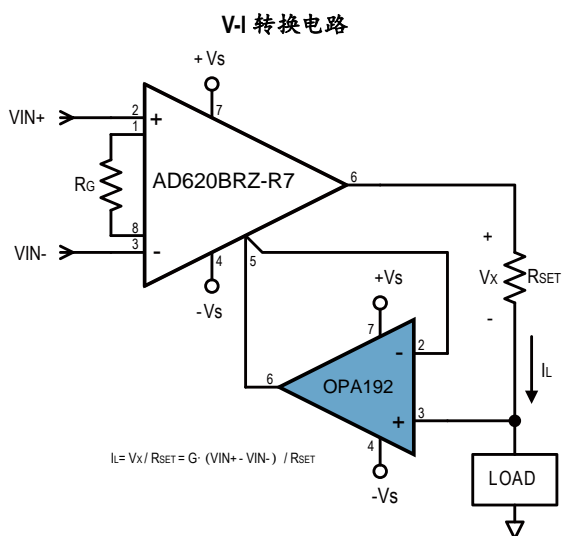 V-I 转换电路
+ Vs
7
VIN+
2
+
1
RG
AD620BRZ-R7
6
8
VIN-
3
-
4
5
- Vs
+
Vx
RSET
-
+Vs
7
-
2
6
OPA192
IL
+
3
4
IL= VX / RSET = G· (VIN+ - VIN-) / RSET
-Vs
LOAD